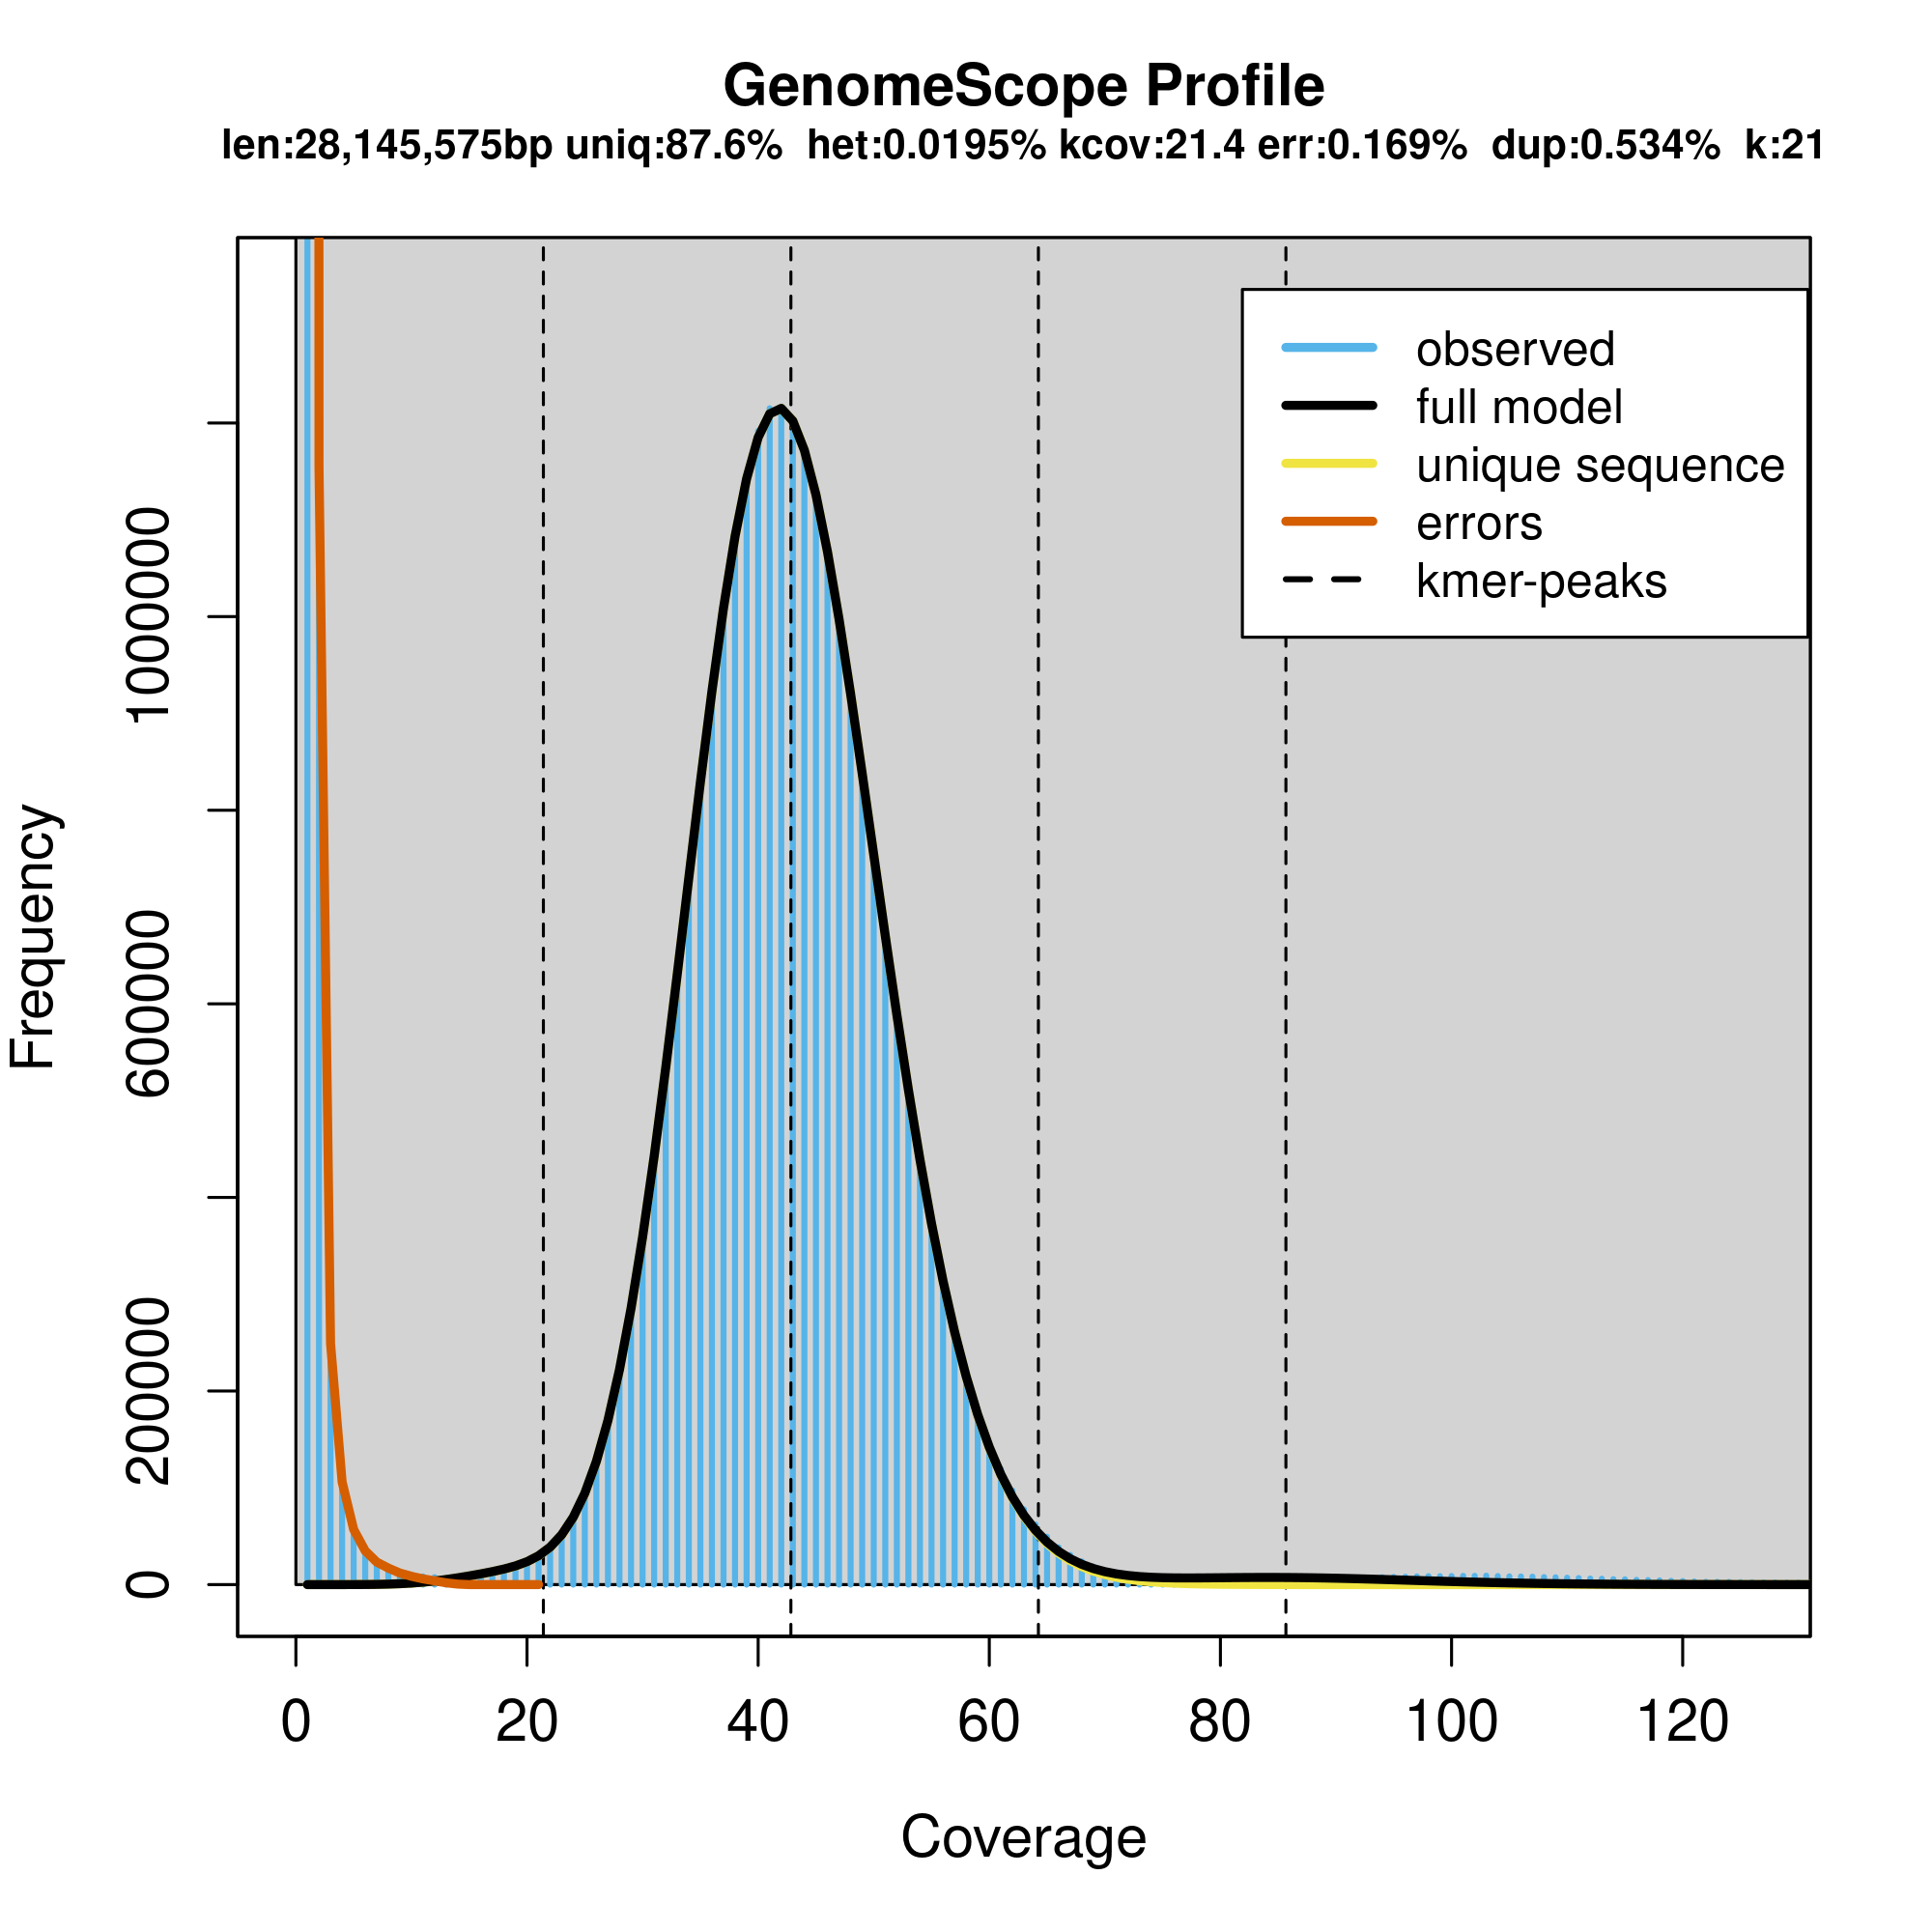 GenomeScope Profile
len:28,145,575bp uniq:87.6% het:0.0195% kcov:21.4 err:0.169% dup:0.534% k:21
observed
full model
unique sequence
errors
kmer-peaks
Frequency
1000000
600000
200000
0
0 20 40 60 80 100 120
Coverage